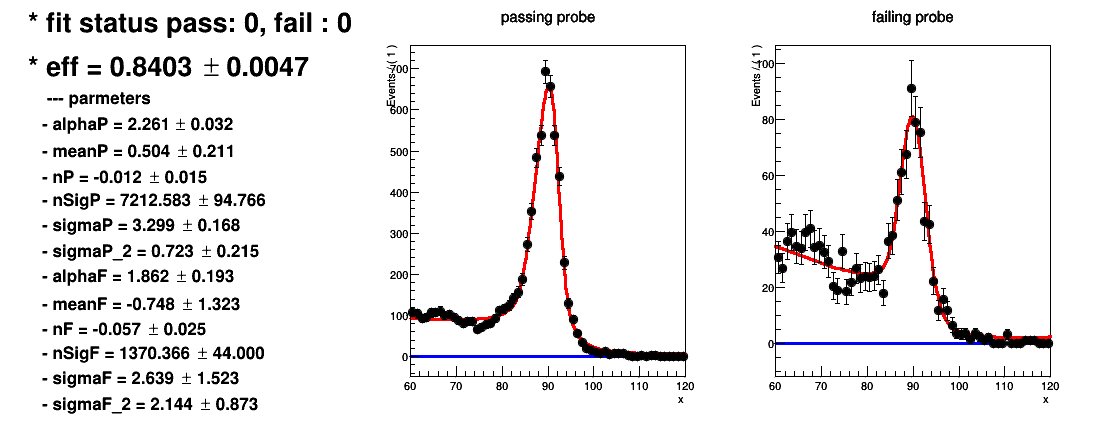 * fit status pass: 0, fail : 0
* eff = 0.8403 ± 0.0047
--- parmeters
- alphaP = 2.261 ± 0.032
- meanP = 0.504 ± 0.211
- nP = -0.012 ± 0.015
- nSigP = 7212.583 ± 94.766
- sigmaP = 3.299 ± 0.168
- sigmaP_2 = 0.723 ± 0.215
- alphaF = 1.862 ± 0.193
- meanF = -0.748 ± 1.323
- nF = -0.057 ± 0.025
- nSigF = 1370.366 ± 44.000
- sigmaF = 2.639 ± 1.523
- sigmaF_2 = 2.144 ± 0.873
passing probe
Events / ( 1 )
700
600
500
400
300
200
100
0
60 70 80 90 100 110 120
x
failing probe
Events / ( 1 )
100
80
60
40
20
0
60 70 80 90 100 110 120
x